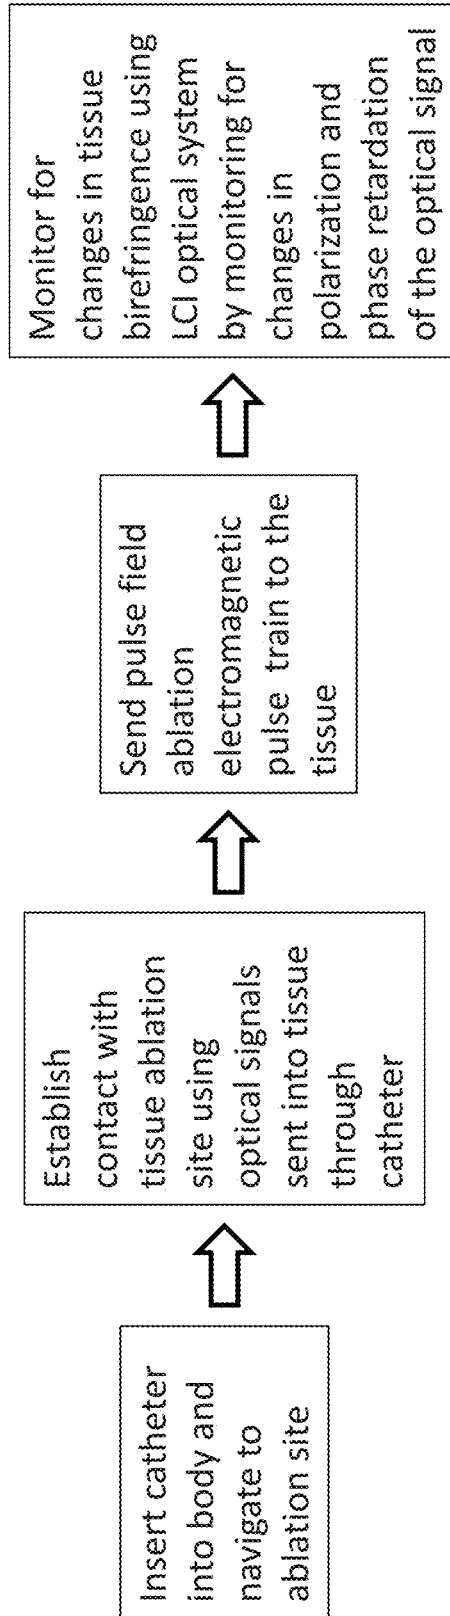 Insert catheter
into body and
navigate to
ablation site
Establish
contact with
tissue ablation
site using
optical signals
sent into tissue
through
catheter
Send pulse field
ablation
electromagnetic
pulse train to the
tissue
Monitor for
changes in tissue
birefringence using
LCI optical system
by monitoring for
changes in
polarization and
phase retardation
of the optical signal